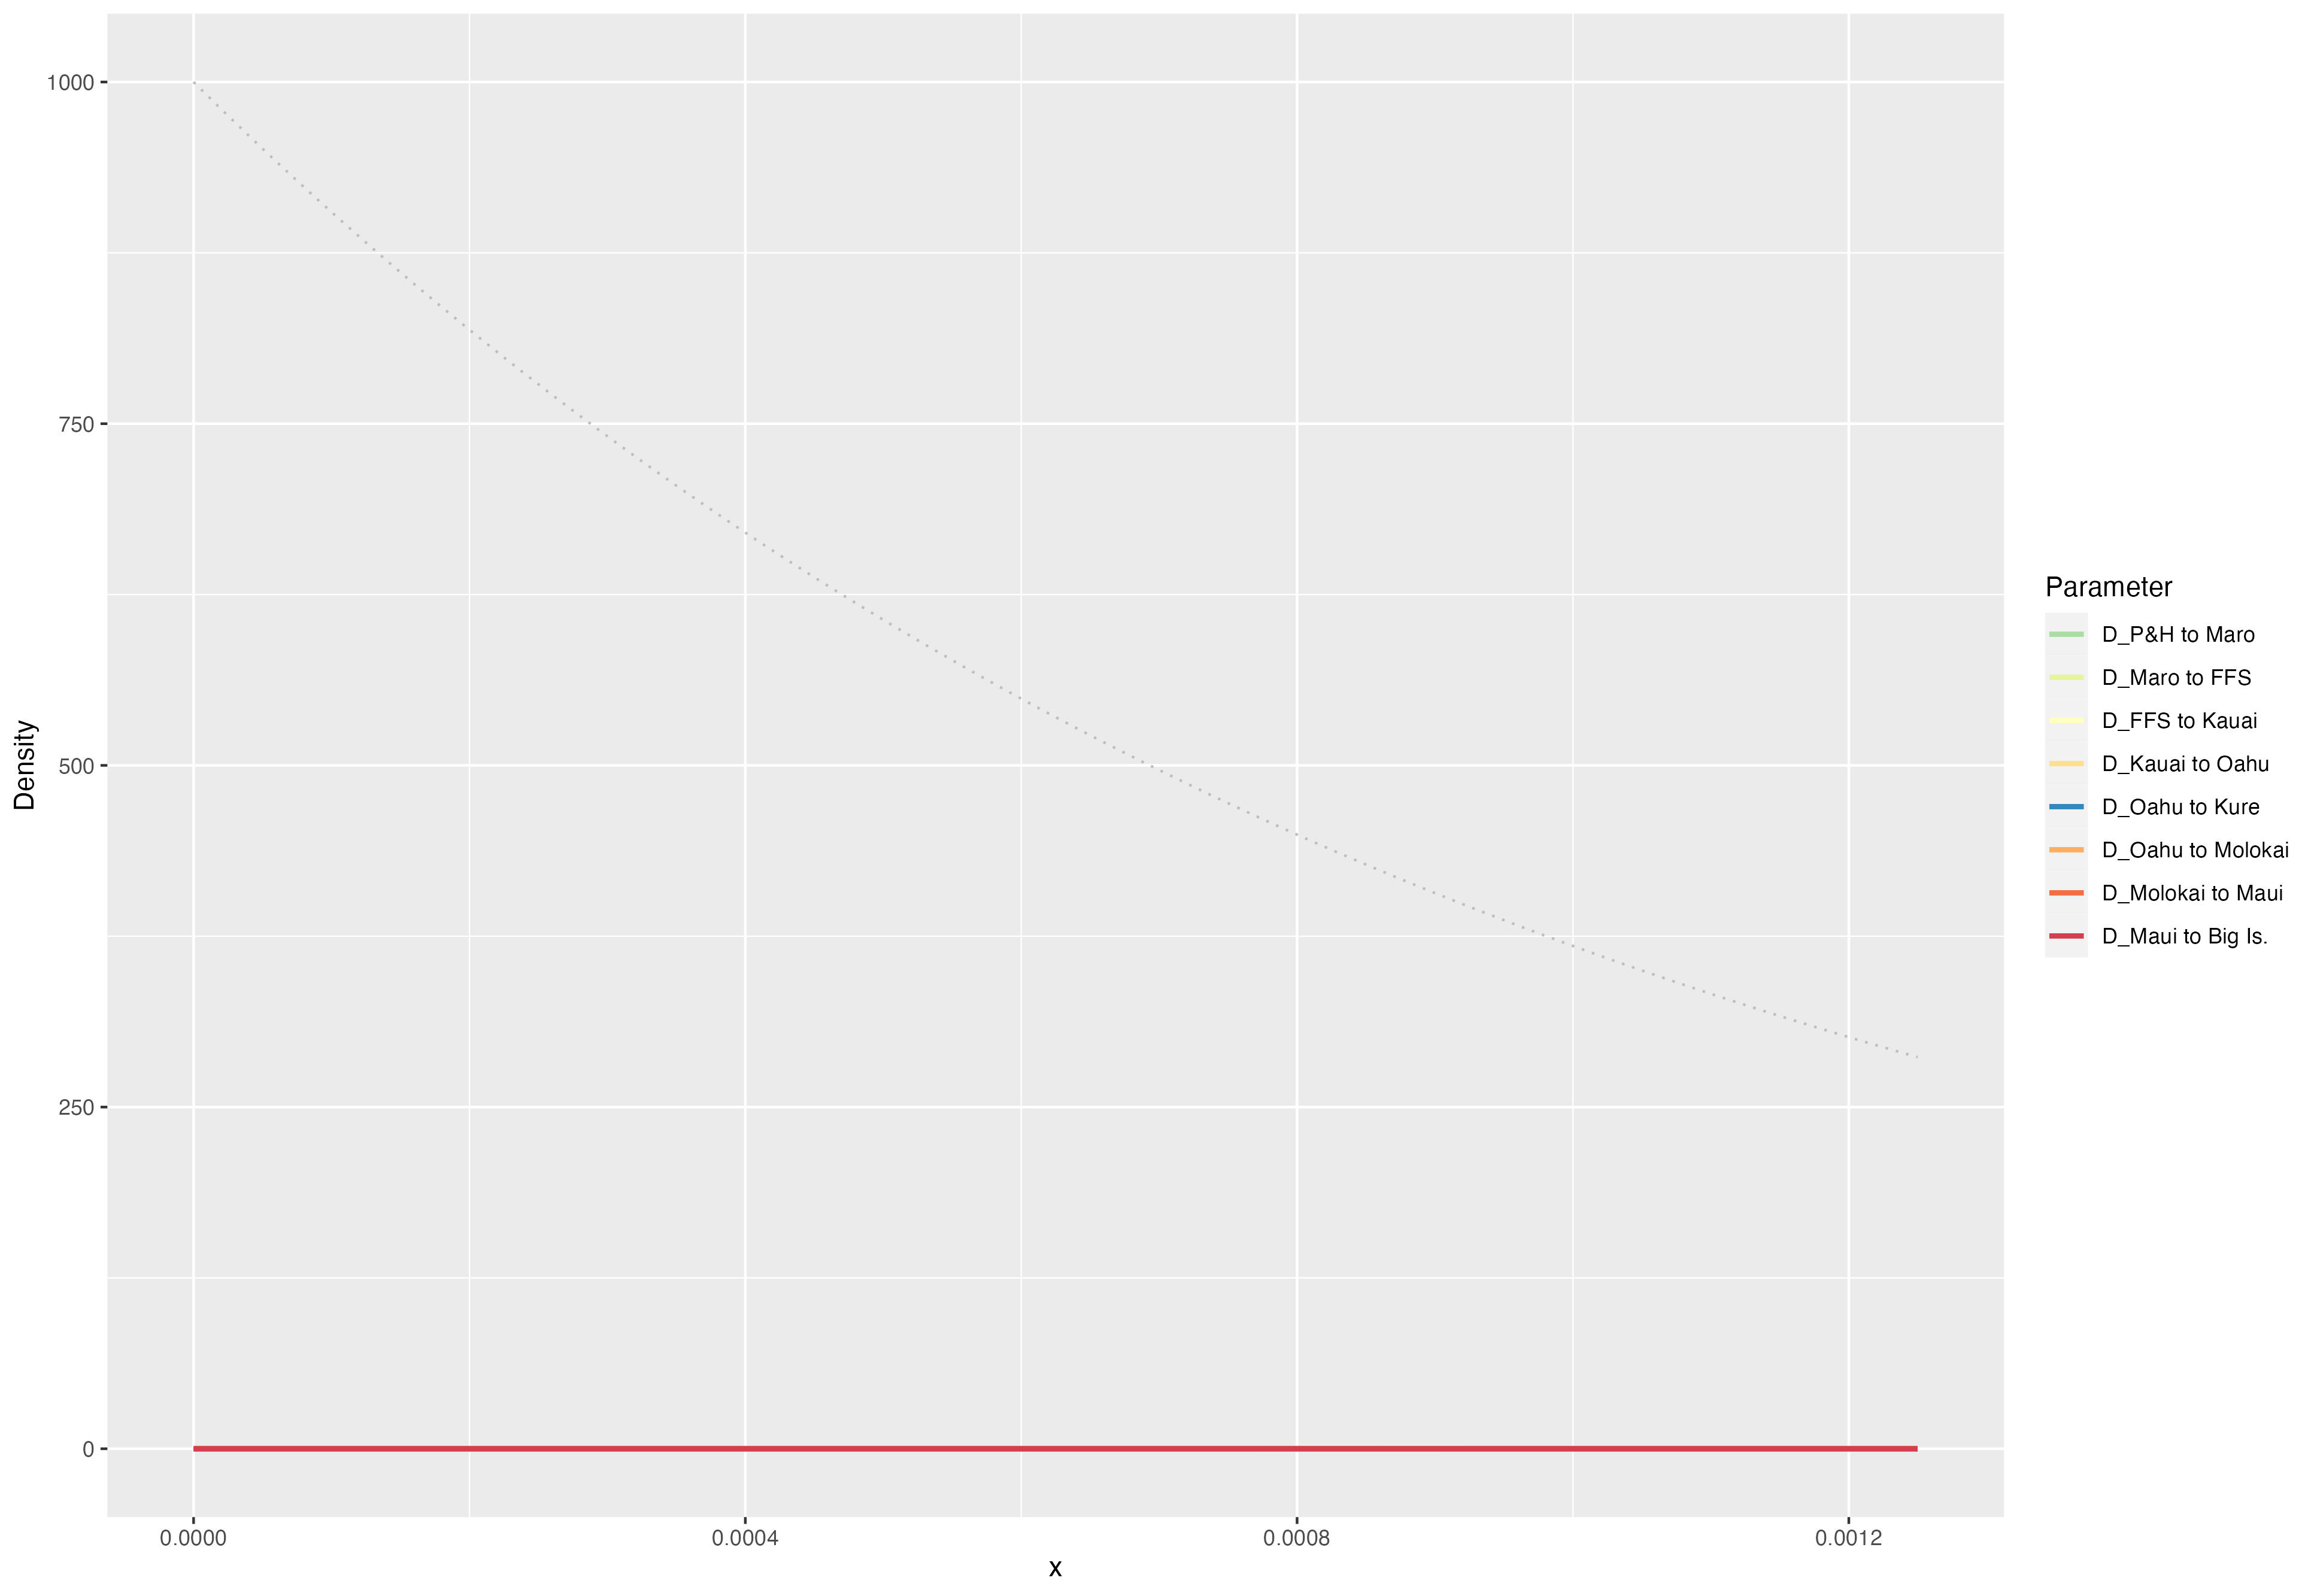 1000
750
500
250
0
Density
0.0000
0.0004
0.0008
0.0012
x
Parameter
D_P&H to Maro
D_Maro to FFS
D_FFS to Kauai
D_Kauai to Oahu
D_Oahu to Kure
D_Oahu to Molokai
D_Molokai to Maui
D_Maui to Big Is.